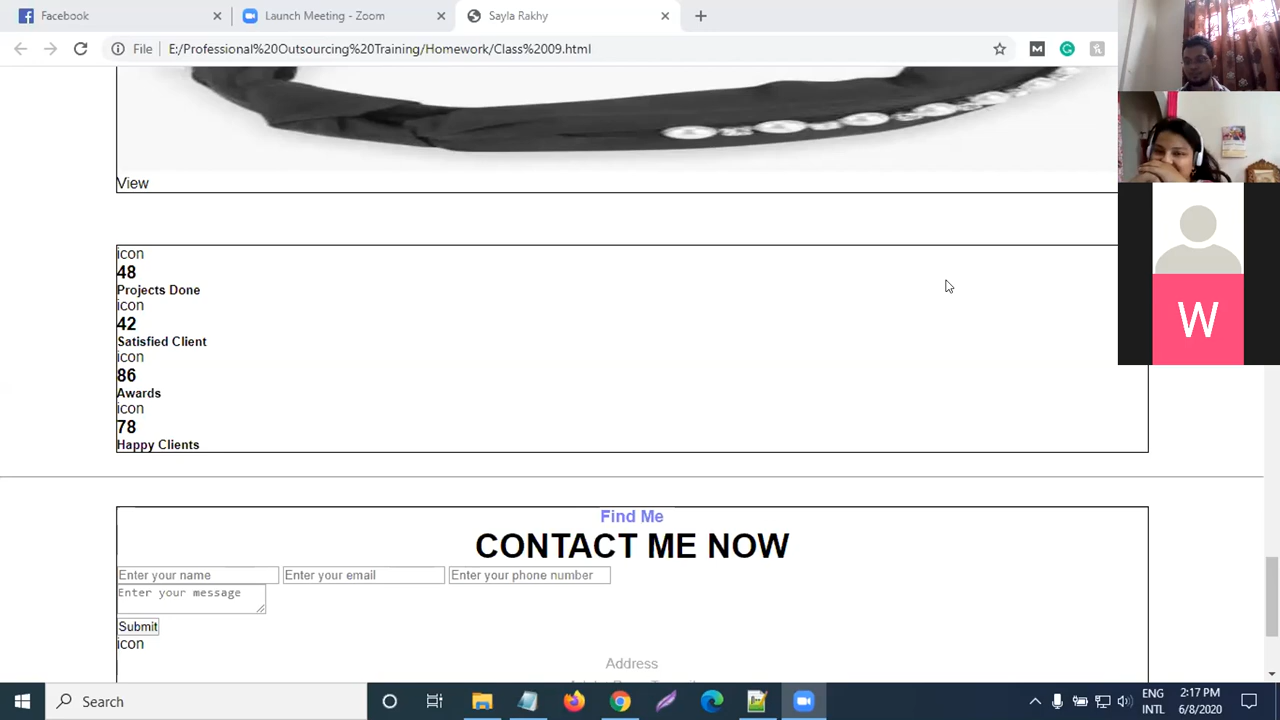 Facebook
Launch Meeting - Zoom
Sayla Rakhy
File
E:/Professional%20Outsourcing%20Training/Homework/Class%2009.html
M
View
icon
48
Projects Done
icon
42
Satisfied Client
icon
86
Awards
icon
78
Happy Clients
W
Find Me
CONTACT ME NOW
Enter your name
Enter your email
Enter your phone number
Enter your message
Submit
icon
Address
Search
ENG
INTL
2:17 PM
6/8/2020